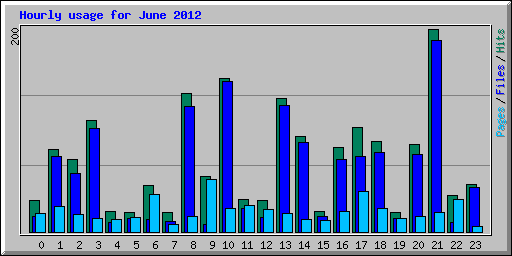 Hourly usage for June 2012
200
Pages / Files / Hits
0 1 2 3 4 5 6 7 8 9 10 11 12 13 14 15 16 17 18 19 20 21 22 23